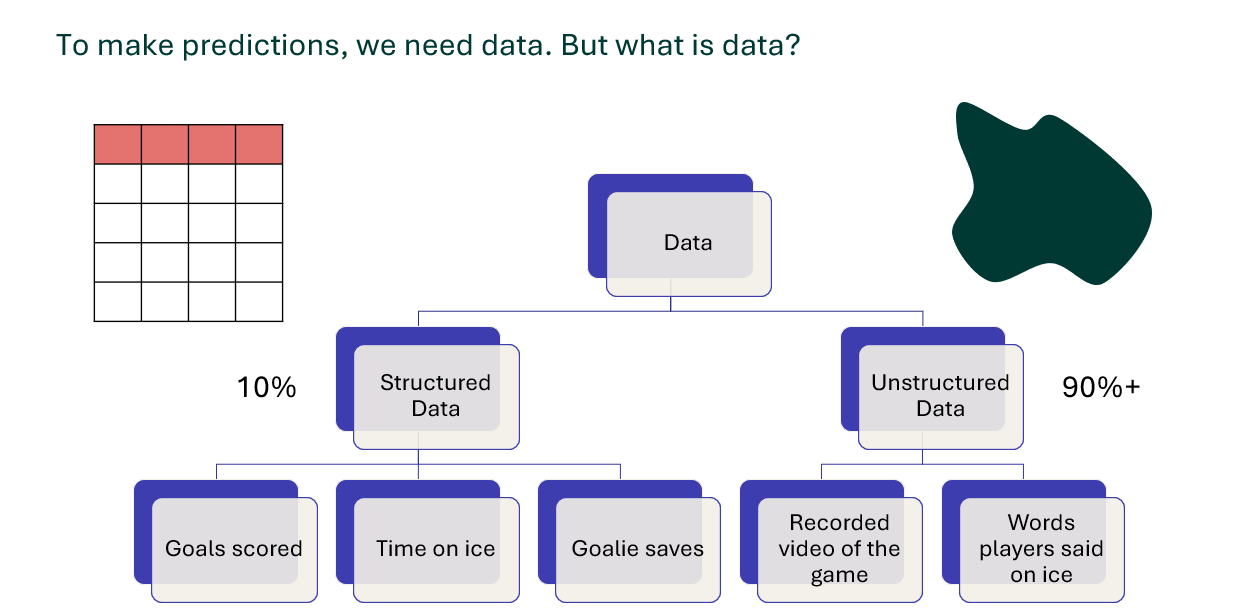 To make predictions, we need data. But what is data?
Data
10%
Structured
Data
Unstructured
Data
90%+
Goals scored
Time on ice
Goalie saves
Recorded
video of the
game
Words
players said
on ice